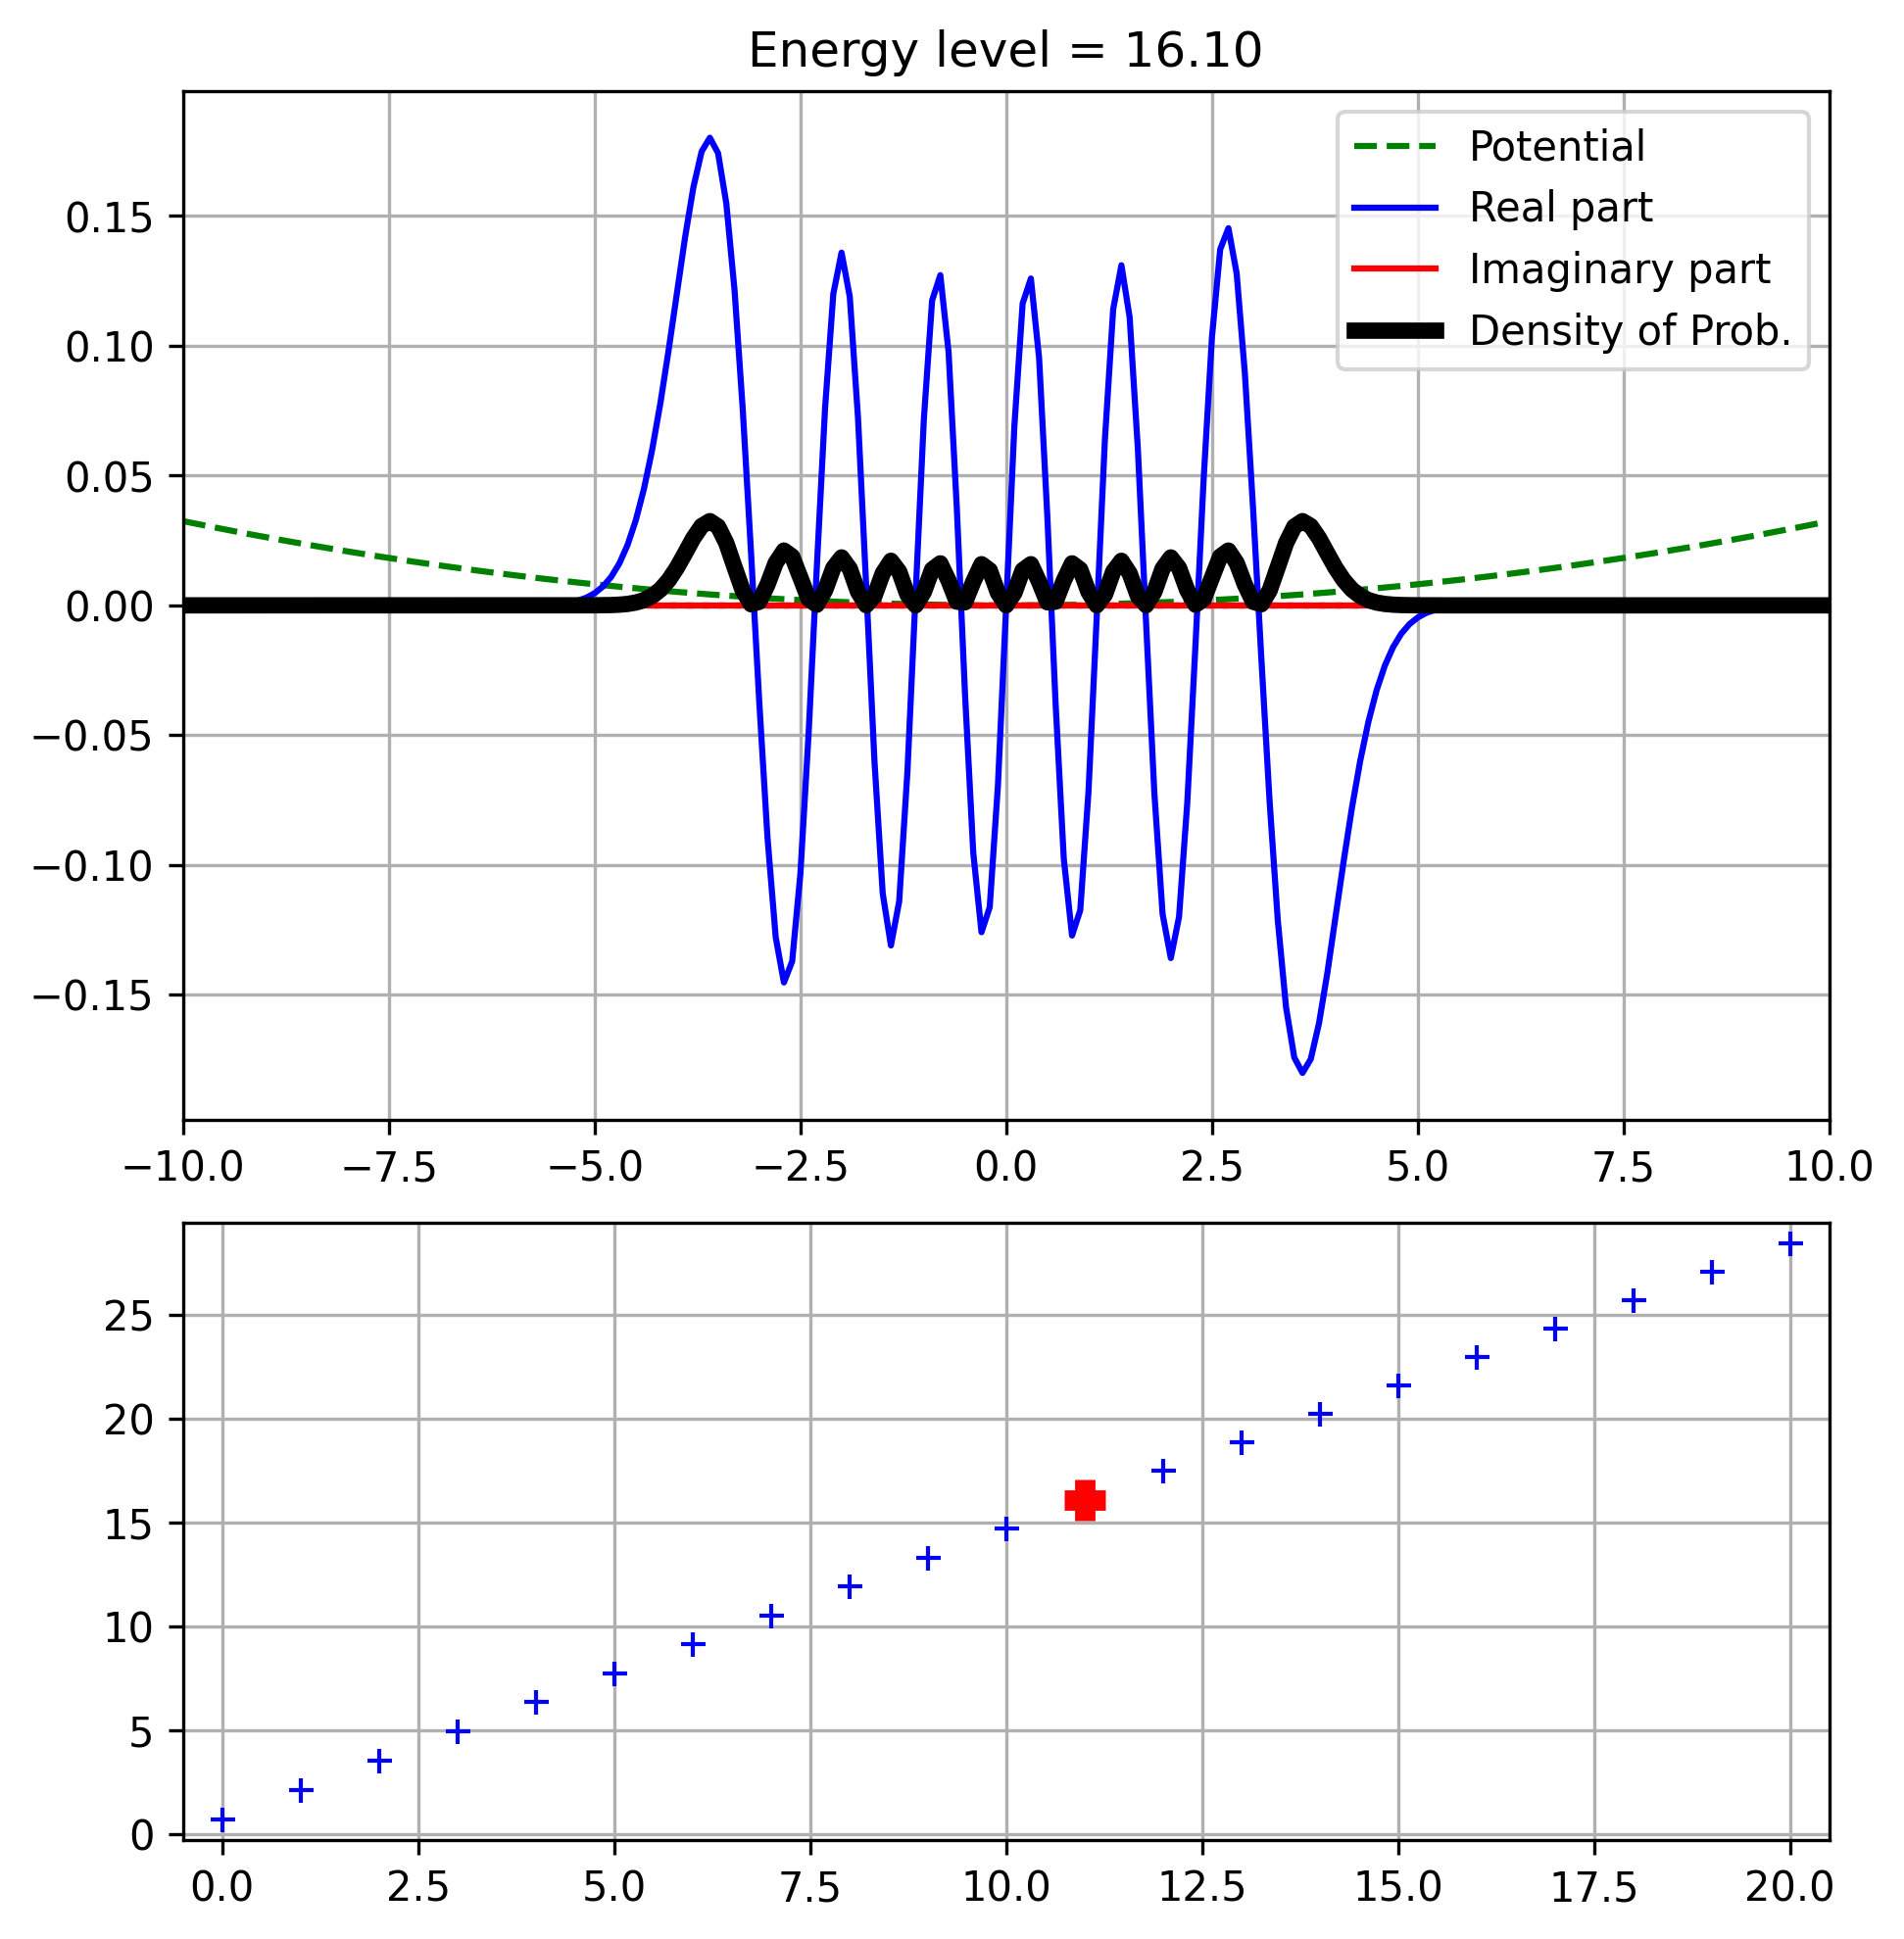 Energy level = 16.10
Potential
Real part
Imaginary part
Density of Prob.
0.15
0.10
0.05
0.00
−0.05
−0.10
−0.15
−10.0 −7.5 −5.0 −2.5 0.0 2.5 5.0 7.5 10.0
25
20
15
10
5
0
0.0 2.5 5.0 7.5 10.0 12.5 15.0 17.5 20.0